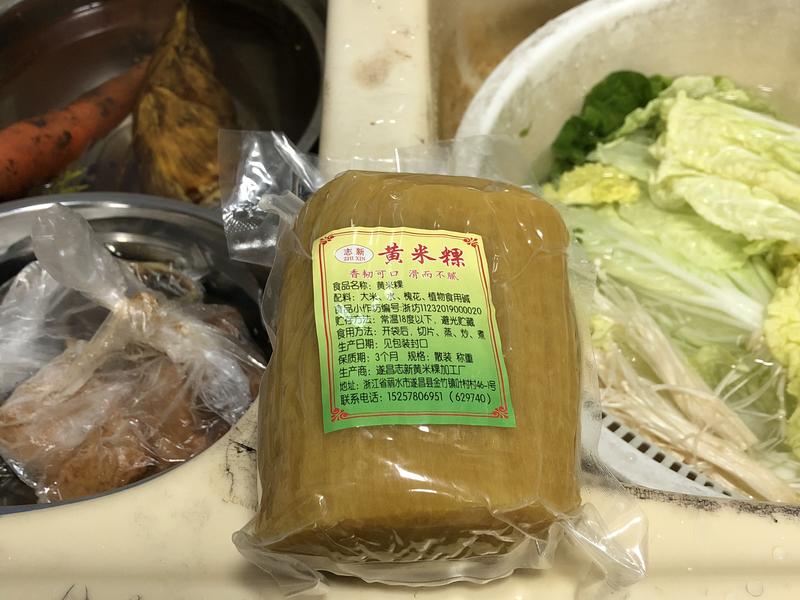 志新
ZHI XIN
黄米粿
香韧可口 滑而不腻
食品名称：黄米粿
配料：大米、水、槐花、植物食用碱
食品小作坊编号：浙坊11232019000020
贮存方法：常温18度以下，避光贮藏
食用方法：开袋后，切片、蒸、炒、煮
生产日期：见包装封口
保质期：3个月 规格：散装 称重
生产商：遂昌志新黄米粿加工厂
地址：浙江省丽水市遂昌县金竹镇叶村村46-1号
联系电话：15257806951（629740）